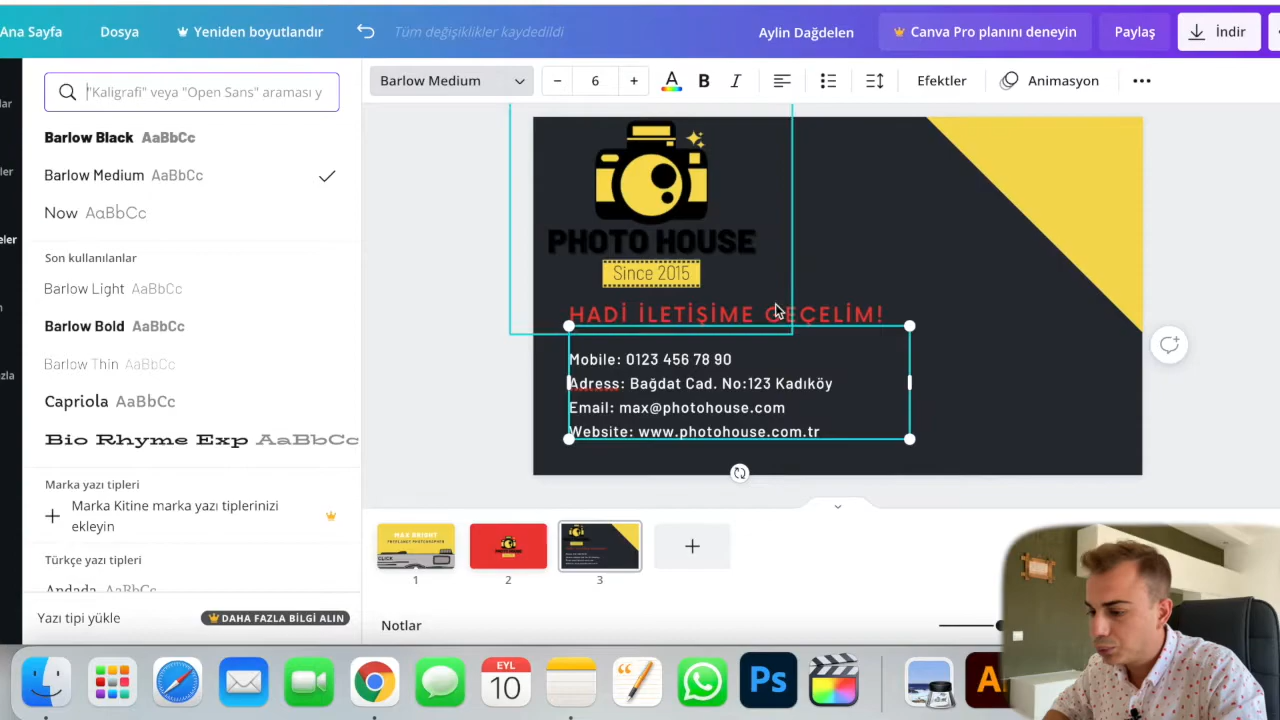 Ana Sayfa Dosya Yeniden boyutlandır Tüm değişiklikler kaydedildi Aylin Dağdelen Canva Pro planını deneyin Paylaş İndir
"Kaligrafi" veya "Open Sans" araması y
Barlow Medium 6 A B I Efektler Animasyon
Barlow Black AaBbCc
Barlow Medium AaBbCc
Now AaBbCc
Son kullanılanlar
Barlow Light AaBbCc
Barlow Bold AaBbCc
Barlow Thin AaBbCc
Capriola AaBbCc
Bio Rhyme Exp AaBbCc
Marka yazı tipleri
Marka Kitine marka yazı tiplerinizi
ekleyin
Türkçe yazı tipleri
Andada AaBbCc
Yazı tipi yükle DAHA FAZLA BİLGİ ALIN
PHOTO HOUSE
Since 2015
HADİ İLETİŞİME GEÇELİM!
Mobile: 0123 456 78 90
Adress: Bağdat Cad. No:123 Kadıköy
Email: max@photohouse.com
Website: www.photohouse.com.tr
MAX BRIGHT
1 2 3
Notlar
EYL
10
Ps